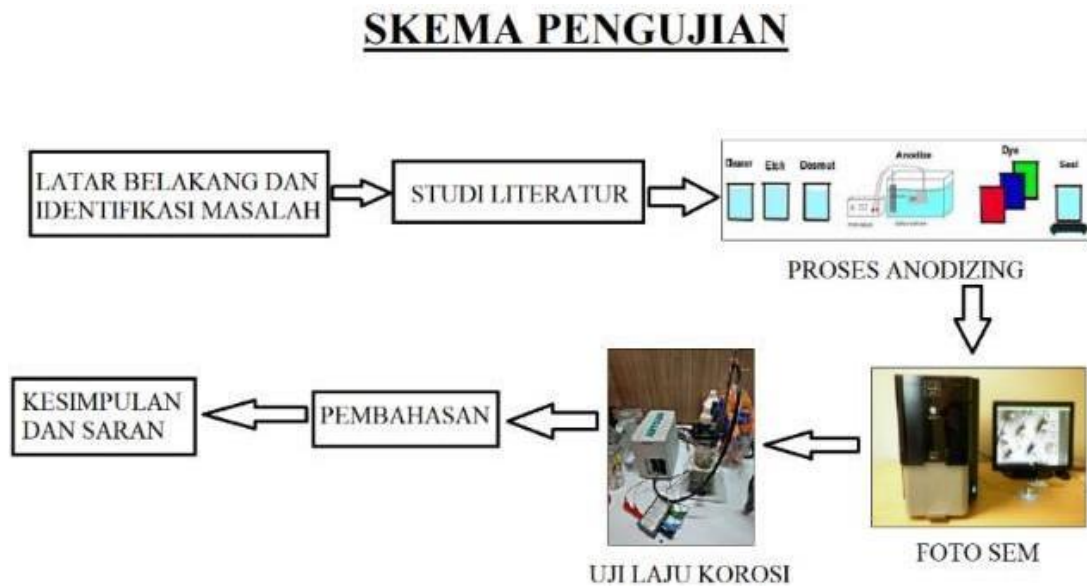 SKEMA PENGUJIAN
LATAR BELAKANG DAN
IDENTIFIKASI MASALAH
STUDI LITERATUR
Etch
Desmut
Anodize
Dye
Seal
PROSES ANODIZING
FOTO SEM
UJI LAJU KOROSI
PEMBAHASAN
KESIMPULAN
DAN SARAN